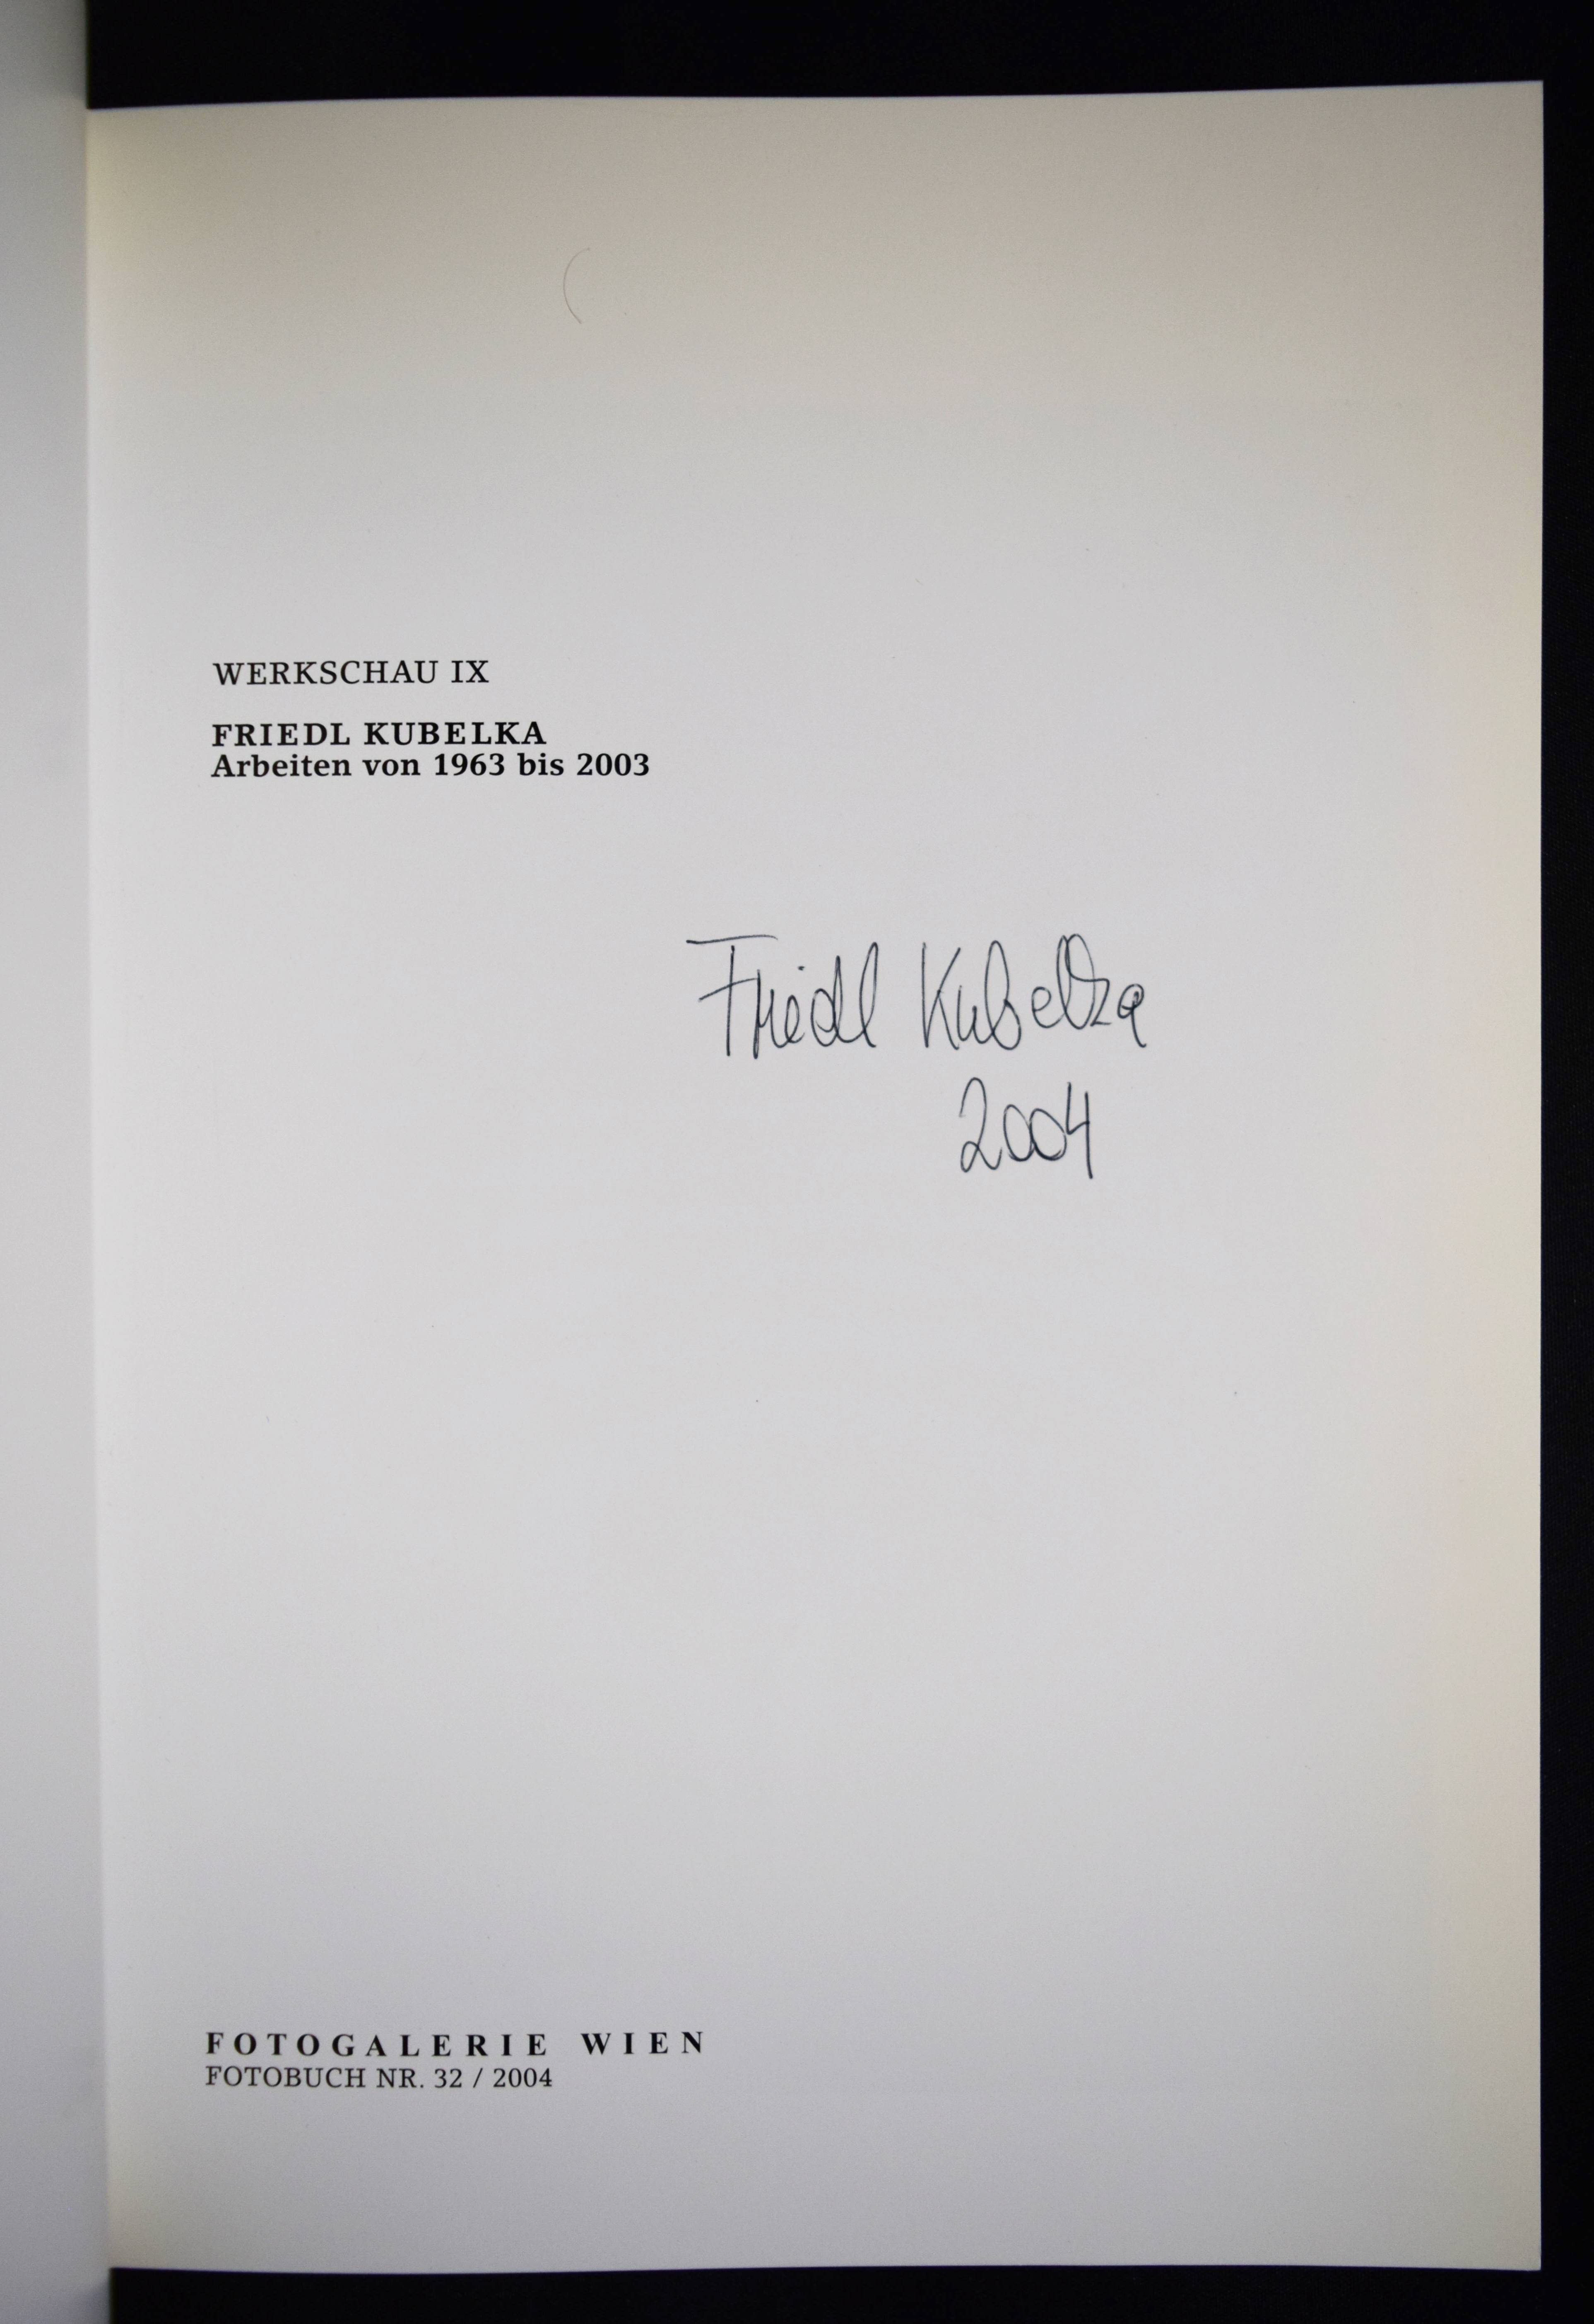 WERKSCHAU IX
FRIEDL KUBELKA
Arbeiten von 1963 bis 2003
Friedl Kubelka
2004
FOTOGALERIE WIEN
FOTOBUCH NR. 32 / 2004